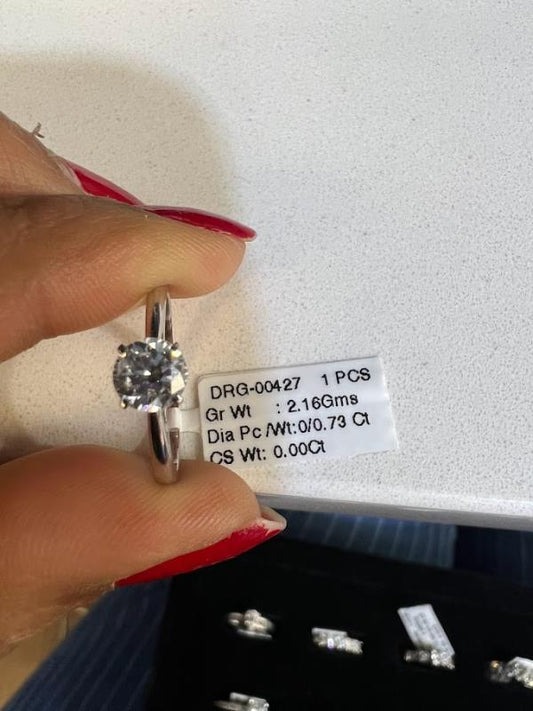 DRG-00427 1 PCS
Gr Wt : 2.16Gms
Dia Pc /Wt:0/0.73 Ct
CS Wt: 0.00Ct